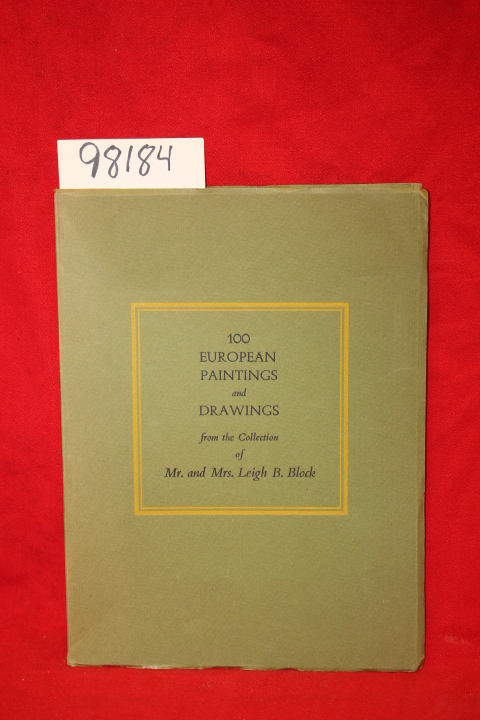 98184
100
EUROPEAN
PAINTINGS
and
DRAWINGS
from the Collection
of
Mr. and Mrs. Leigh B. Block